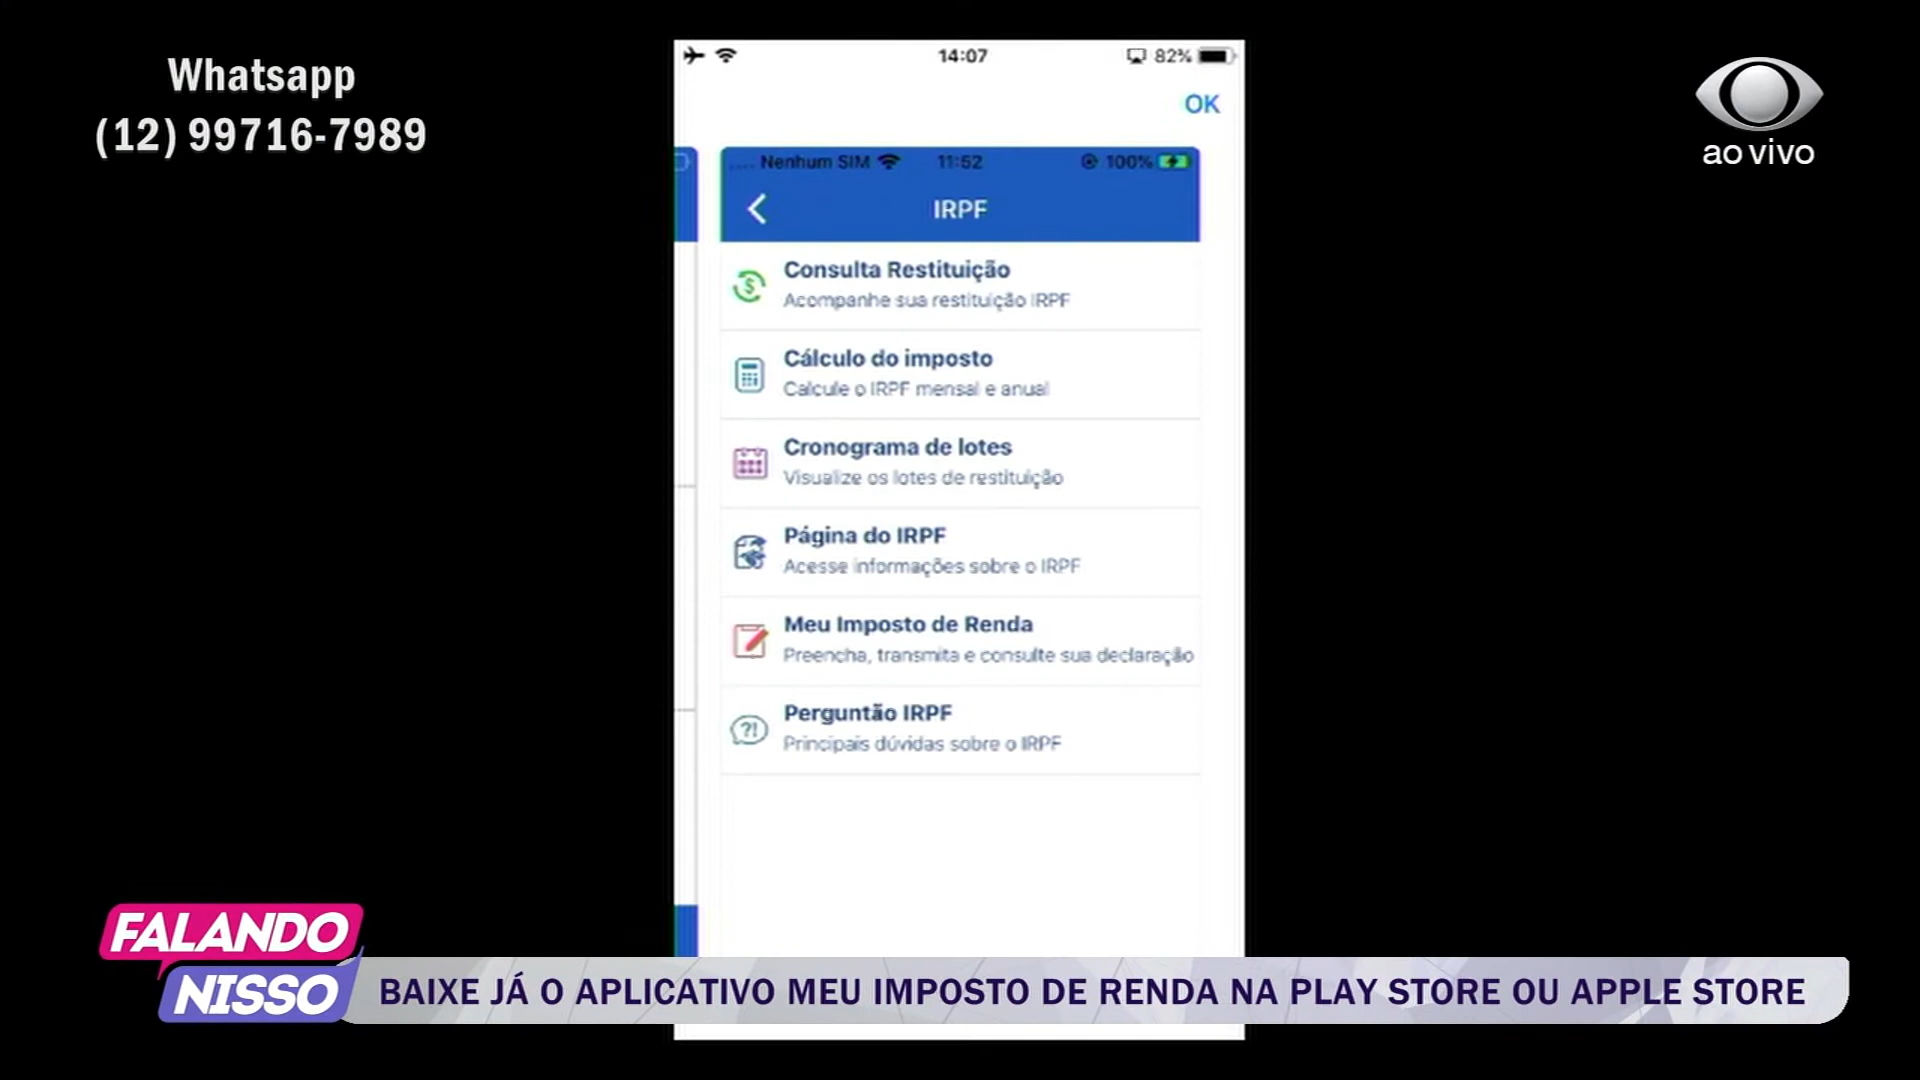 Whatsapp
(12) 99716-7989
14:07
82%
OK
ao vivo
Nenhum SIM
11:52
100%
IRPF
Consulta Restituição
Acompanhe sua restituição IRPF
Cálculo do imposto
Calcule o IRPF mensal e anual
Cronograma de lotes
Visualize os lotes de restituição
Página do IRPF
Acesse informações sobre o IRPF
Meu Imposto de Renda
Preencha, transmita e consulte sua declaração
?!
Perguntão IRPF
Principais dúvidas sobre o IRPF
FALANDO
NISSO
BAIXE JÁ O APLICATIVO MEU IMPOSTO DE RENDA NA PLAY STORE OU APPLE STORE